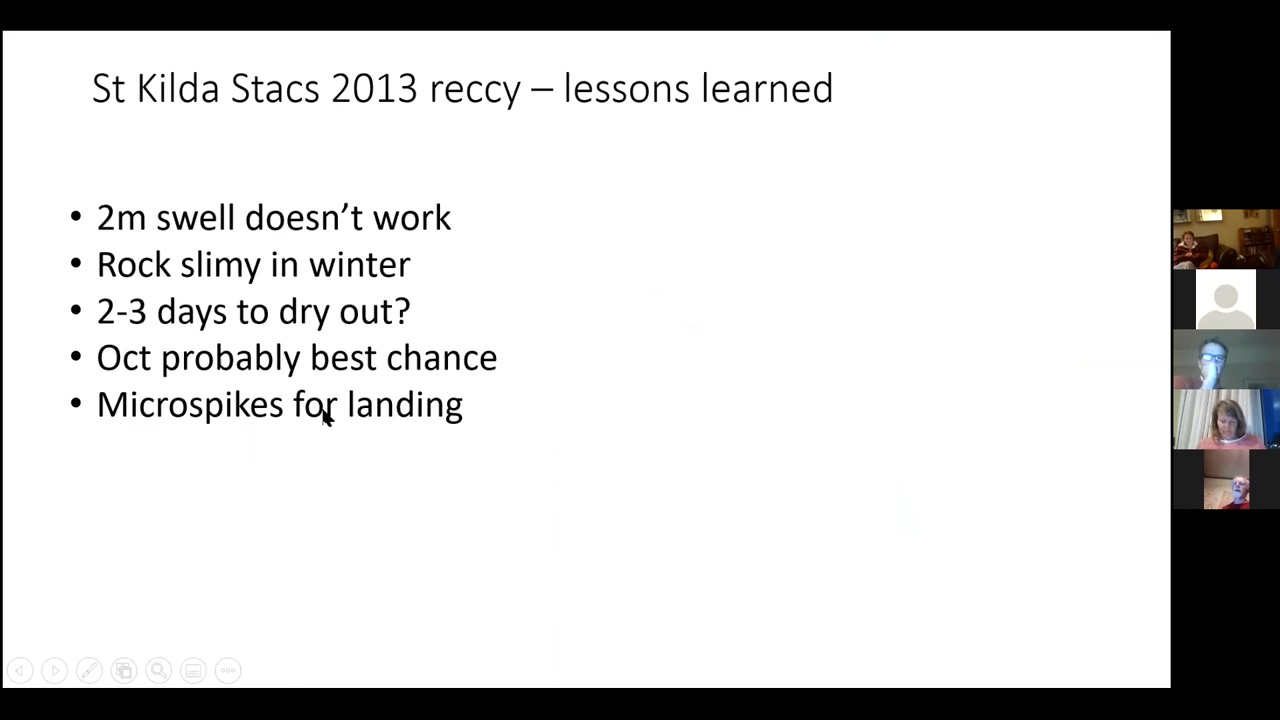 St Kilda Stacs 2013 reccy – lessons learned
• 2m swell doesn’t work
• Rock slimy in winter
• 2-3 days to dry out?
• Oct probably best chance
• Microspikes for landing